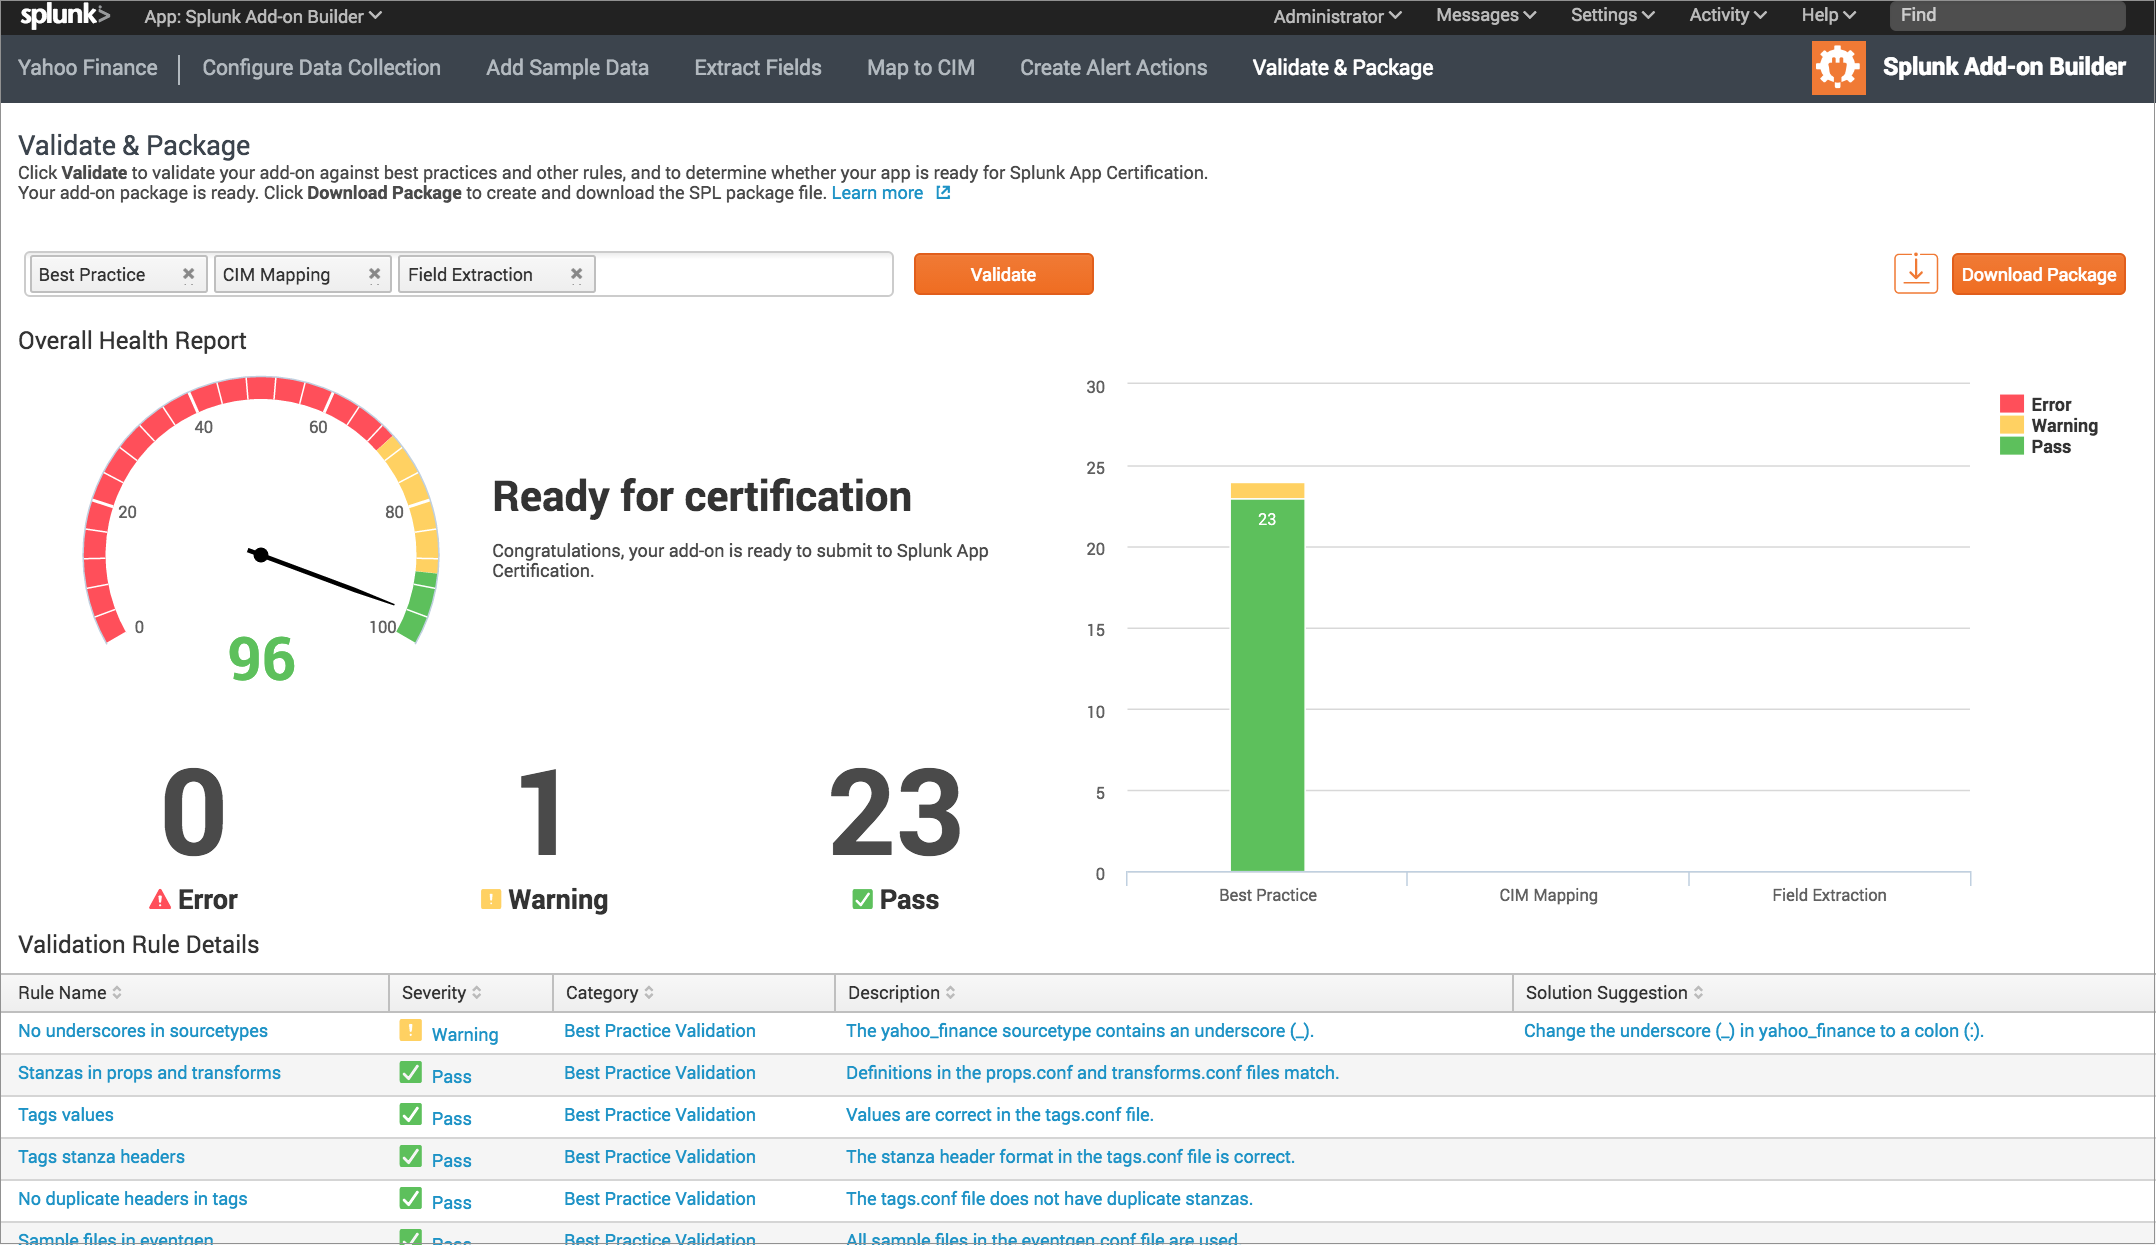 splunk> App: Splunk Add-on Builder Administrator Messages Settings Activity Help Find
Yahoo Finance Configure Data Collection Add Sample Data Extract Fields Map to CIM Create Alert Actions Validate & Package Splunk Add-on Builder
Validate & Package
Click Validate to validate your add-on against best practices and other rules, and to determine whether your app is ready for Splunk App Certification.
Your add-on package is ready. Click Download Package to create and download the SPL package file. Learn more
Best Practice CIM Mapping Field Extraction Validate Download Package
Overall Health Report
0
20
40
60
80
100
96
Ready for certification
Congratulations, your add-on is ready to submit to Splunk App
Certification.
0
1
23
Error
Warning
Pass
30
25
20
15
10
5
0
23
Best Practice CIM Mapping Field Extraction
Error
Warning
Pass
Validation Rule Details
Rule Name Severity Category Description Solution Suggestion
No underscores in sourcetypes Warning Best Practice Validation The yahoo_finance sourcetype contains an underscore (_). Change the underscore (_) in yahoo_finance to a colon (:).
Stanzas in props and transforms Pass Best Practice Validation Definitions in the props.conf and transforms.conf files match.
Tags values Pass Best Practice Validation Values are correct in the tags.conf file.
Tags stanza headers Pass Best Practice Validation The stanza header format in the tags.conf file is correct.
No duplicate headers in tags Pass Best Practice Validation The tags.conf file does not have duplicate stanzas.
Sample files in eventgen Pass Best Practice Validation All sample files in the eventgen.conf file are used.